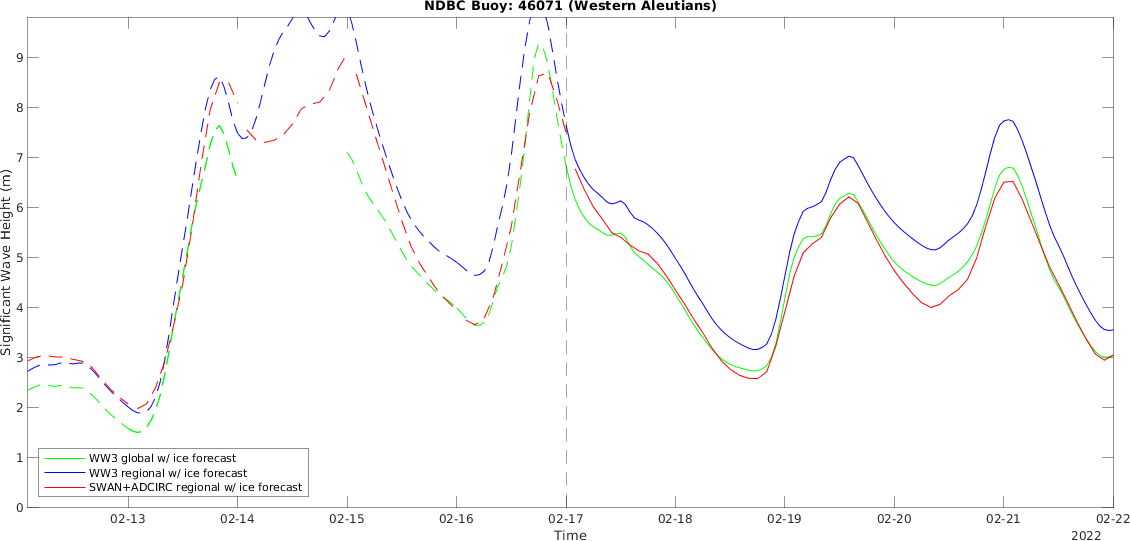 NDBC Buoy: 46071 (Western Aleutians)
Significant Wave Height (m)
9
8
7
6
5
4
3
2
1
0
WW3 global w/ ice forecast
WW3 regional w/ ice forecast
SWAN+ADCIRC regional w/ ice forecast
02-13 02-14 02-15 02-16 02-17 02-18 02-19 02-20 02-21 02-22
Time
2022